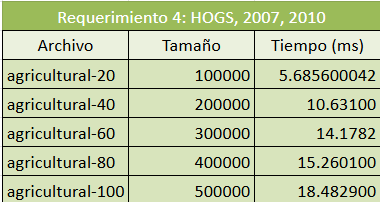 Requerimiento 4: HOGS, 2007, 2010
Archivo Tamaño Tiempo (ms)
agricultural-20 100000 5.685600042
agricultural-40 200000 10.63100
agricultural-60 300000 14.1782
agricultural-80 400000 15.260100
agricultural-100 500000 18.482900